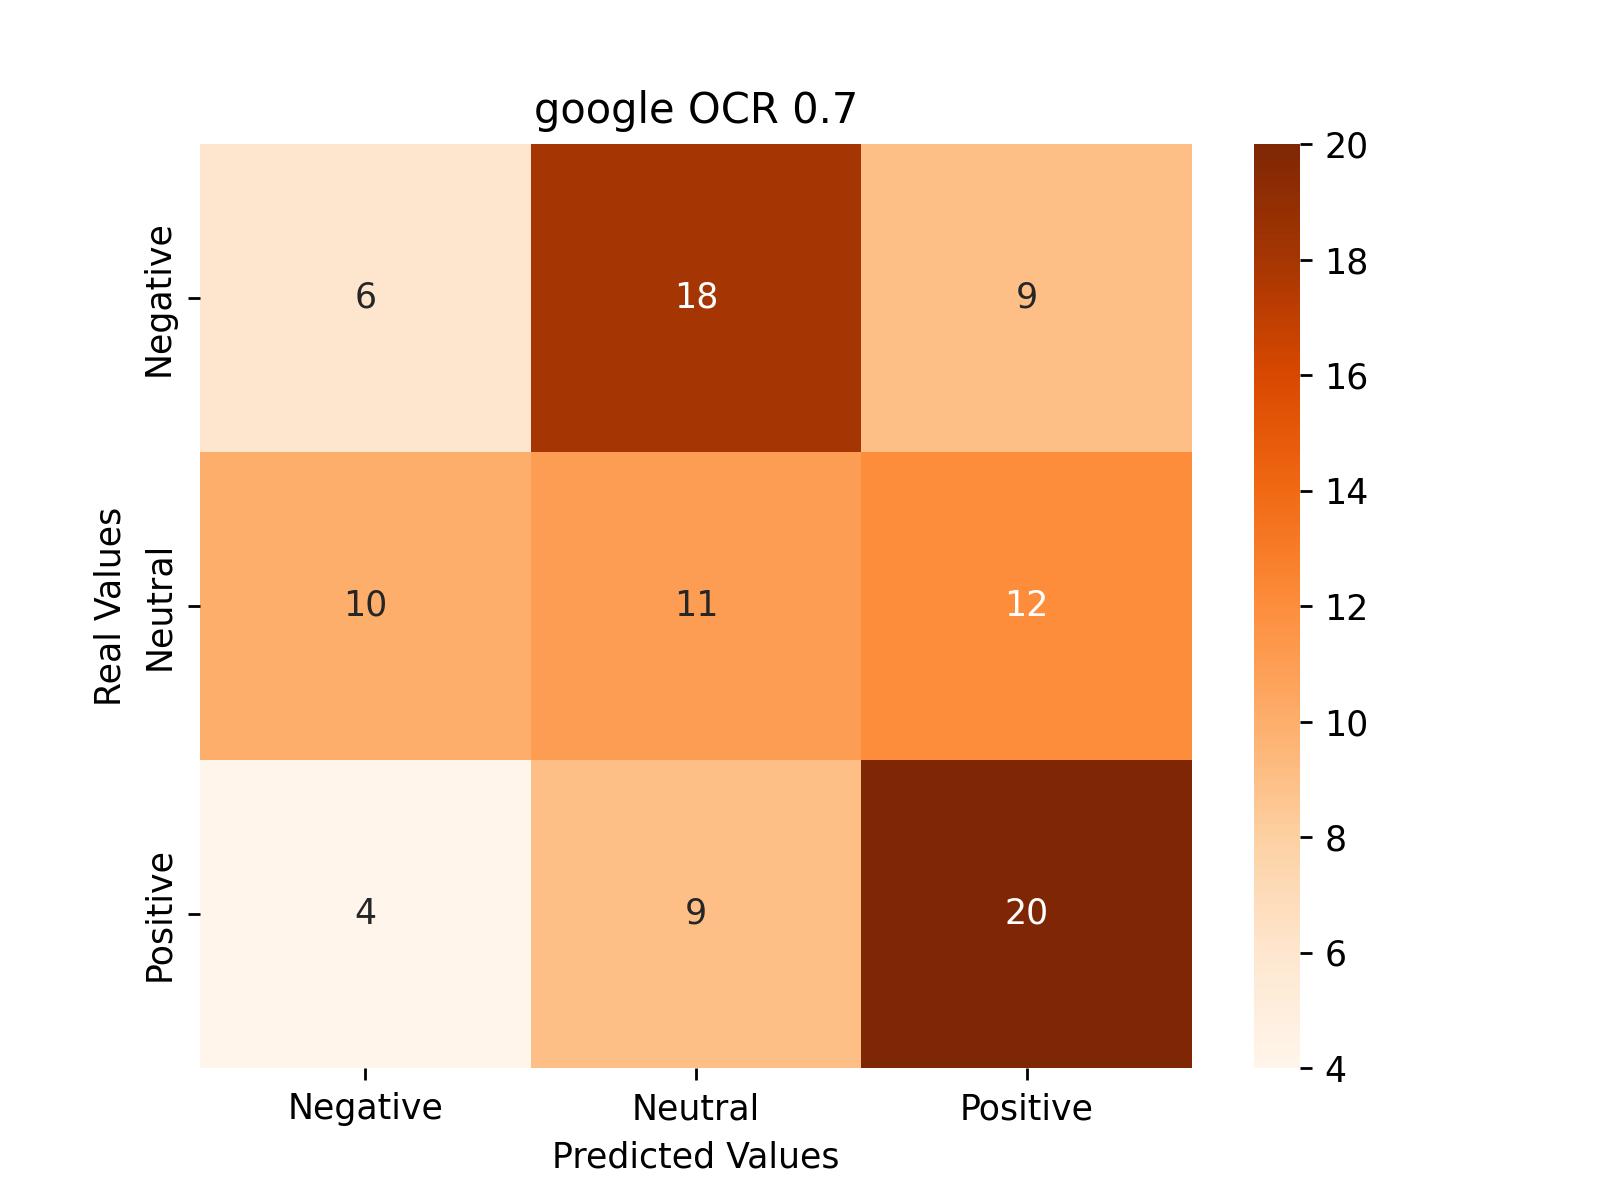 google OCR 0.7
Real Values
Negative
6 18 9
Neutral
10 11 12
Positive
4 9 20
Negative Neutral Positive
Predicted Values
20
18
16
14
12
10
8
6
4